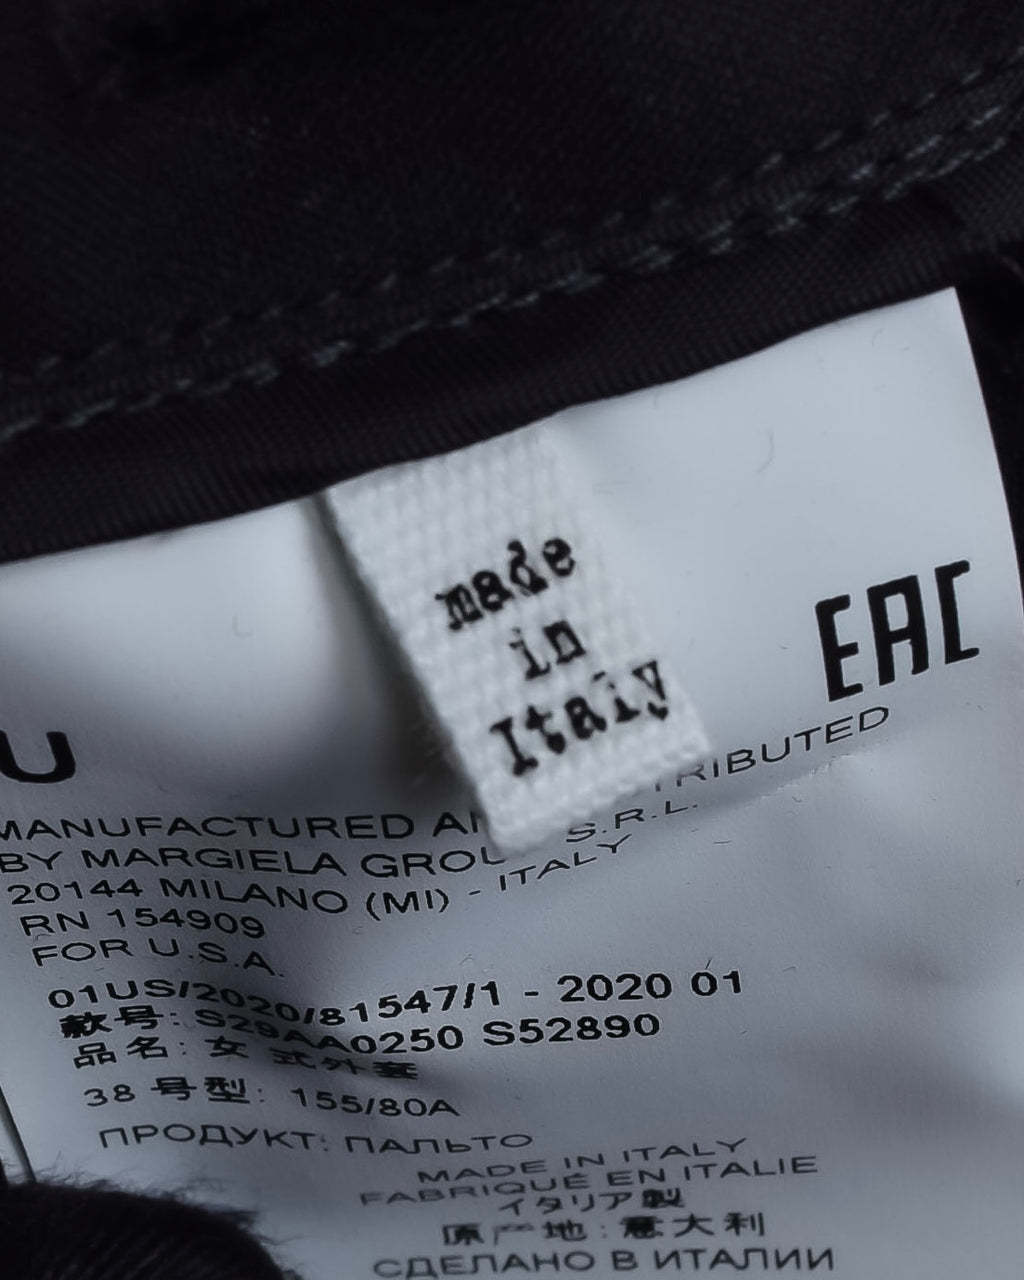 made
in
Italy
EAC
U
MANUFACTURED AN TRIBUTED
BY MARGIELA GROU S.R.L.
20144 MILANO (MI) - ITALY
RN 154909
FOR U.S.A.
01US/2020/81547/1 - 2020 01
款号: S29AA0250 S52890
品名: 女 式外套
38 号型: 155/80A
ПРОДУКТ: ПАЛЬТО
MADE IN ITALY
FABRIQUÉ EN ITALIE
イタリア製
原产地: 意大利
СДЕЛАНО В ИТАЛИИ